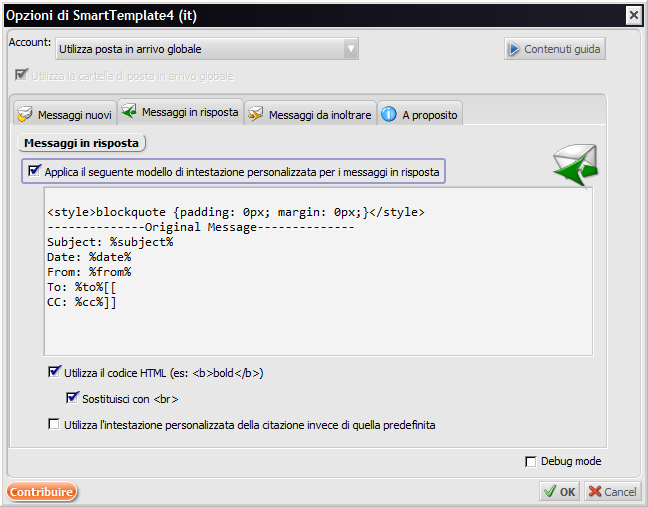 Opzioni di SmartTemplate4 (it)
Account: Utilizza posta in arrivo globale
Contenuti guida
Utilizza la cartella di posta in arrivo globale
Messaggi nuovi Messaggi in risposta Messaggi da inoltrare A proposito
Messaggi in risposta
Applica il seguente modello di intestazione personalizzata per i messaggi in risposta
<style>blockquote {padding: 0px; margin: 0px;}</style>
--------------Original Message--------------
Subject: %subject%
Date: %date%
From: %from%
To: %to%[[
CC: %cc%]]
Utilizza il codice HTML (es: <b>bold</b>)
Sostituisci con <br>
Utilizza l'intestazione personalizzata della citazione invece di quella predefinita
Debug mode
Contribuire
OK Cancel